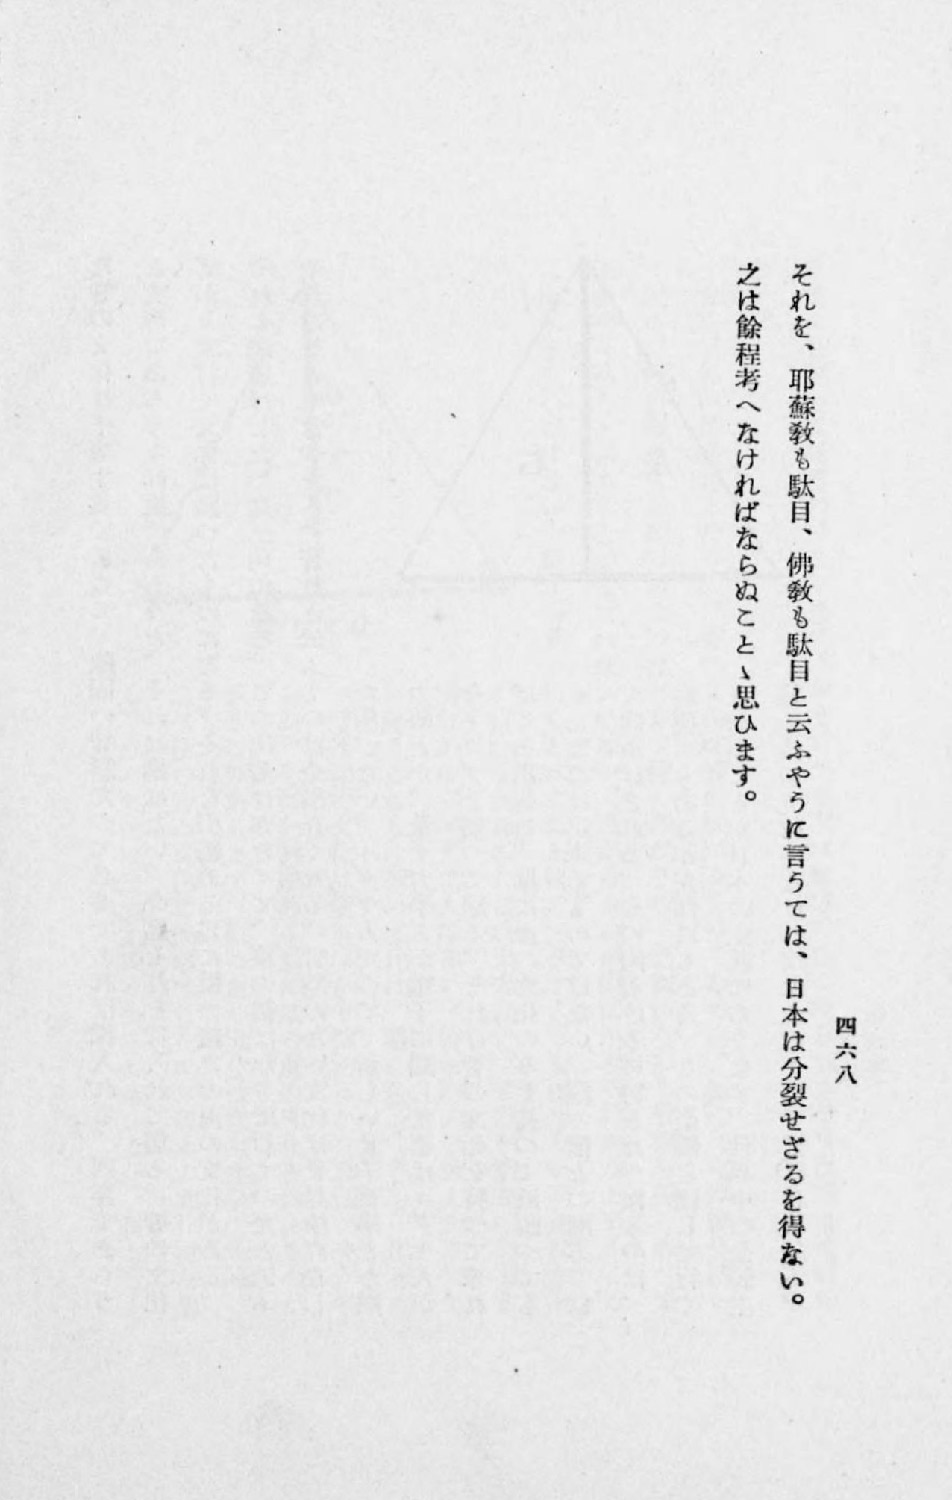 四六八
それを、耶蘇敎も駄目、佛敎も駄目と云ふやうに言うては、日本は分裂せざるを得ない。
之は餘程考へなければならぬことゝ思ひます。